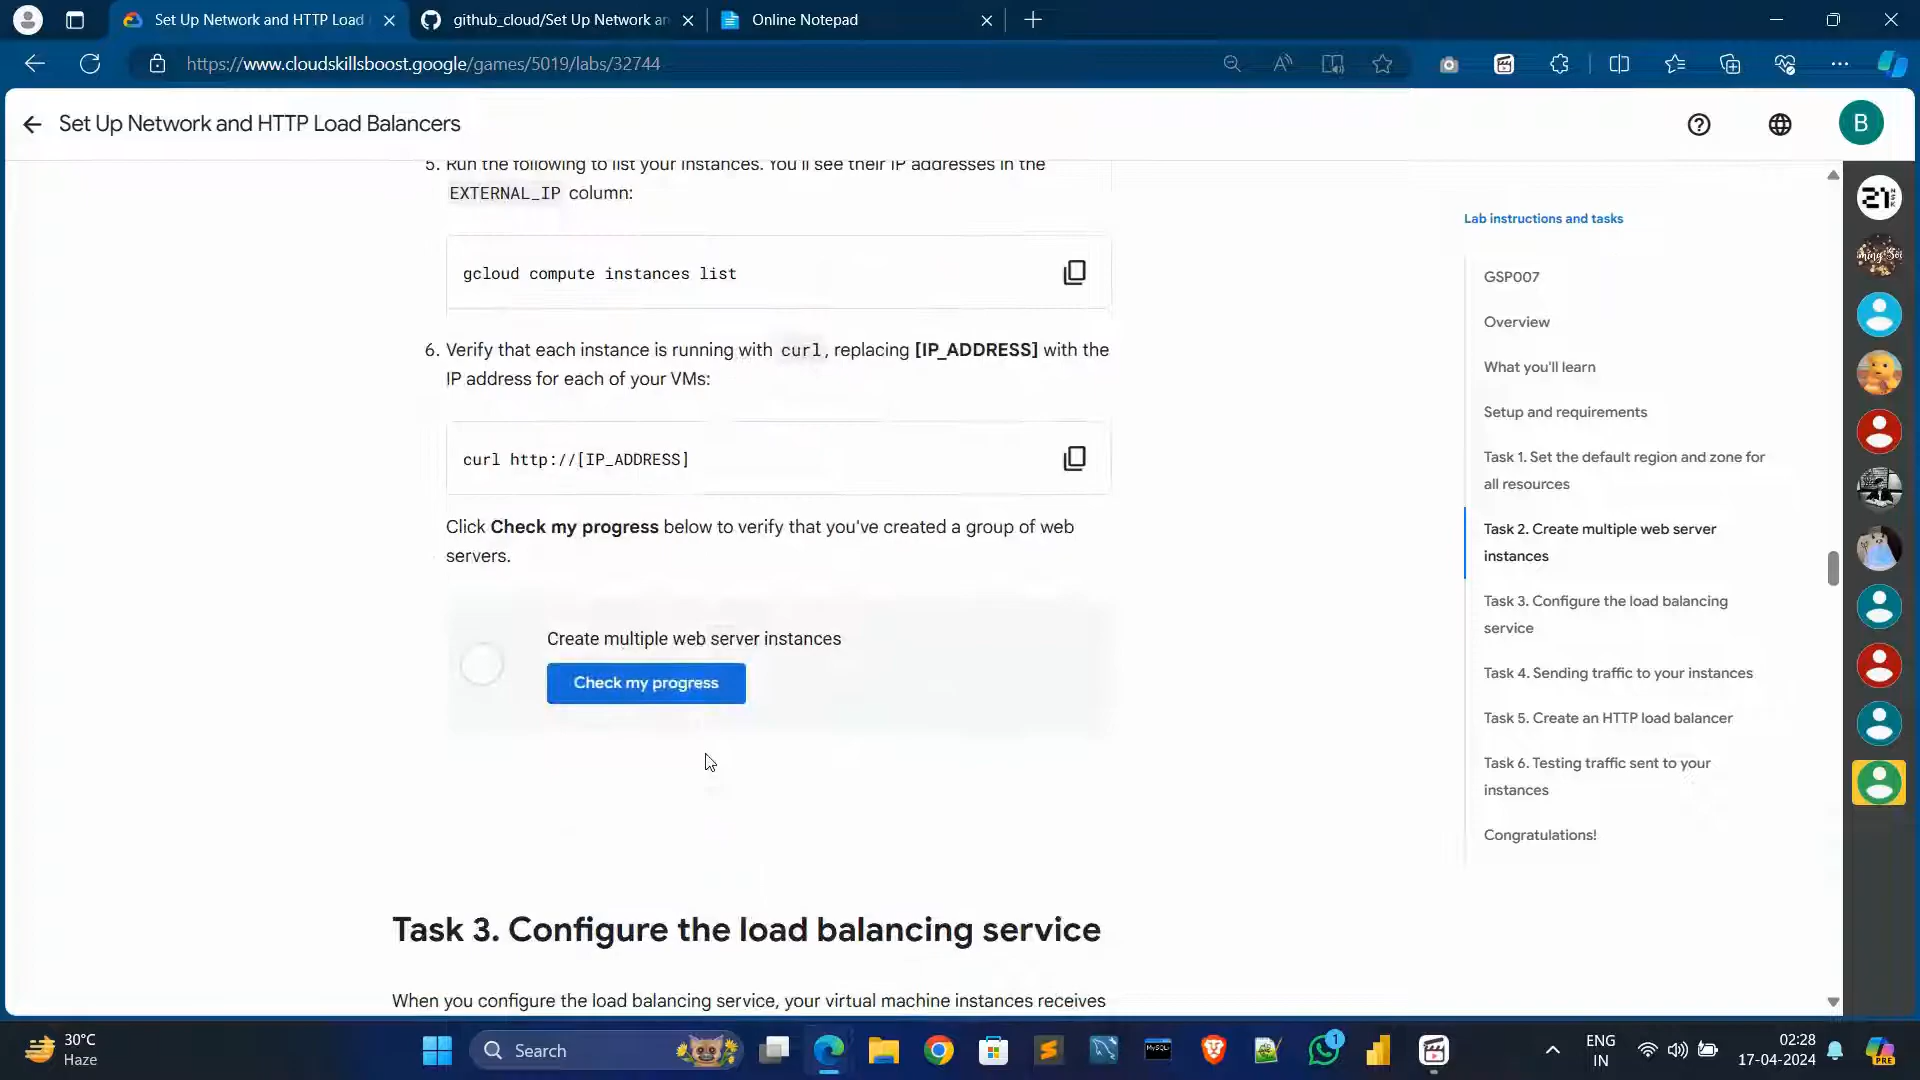 Set Up Network and HTTP Load
github_cloud/Set Up Network an
Online Notepad
https://www.cloudskillsboost.google/games/5019/labs/32744
Set Up Network and HTTP Load Balancers
B
5. Run the following to list your instances. You'll see their IP addresses in the
EXTERNAL_IP column:
gcloud compute instances list
6. Verify that each instance is running with curl, replacing [IP_ADDRESS] with the
IP address for each of your VMs:
curl http://[IP_ADDRESS]
Click Check my progress below to verify that you've created a group of web
servers.
Create multiple web server instances
Check my progress
Task 3. Configure the load balancing service
When you configure the load balancing service, your virtual machine instances receives
Lab instructions and tasks
GSP007
Overview
What you'll learn
Setup and requirements
Task 1. Set the default region and zone for
all resources
Task 2. Create multiple web server
instances
Task 3. Configure the load balancing
service
Task 4. Sending traffic to your instances
Task 5. Create an HTTP load balancer
Task 6. Testing traffic sent to your
instances
Congratulations!
30°C
Haze
Search
1
ENG
IN
02:28
17-04-2024
PRE